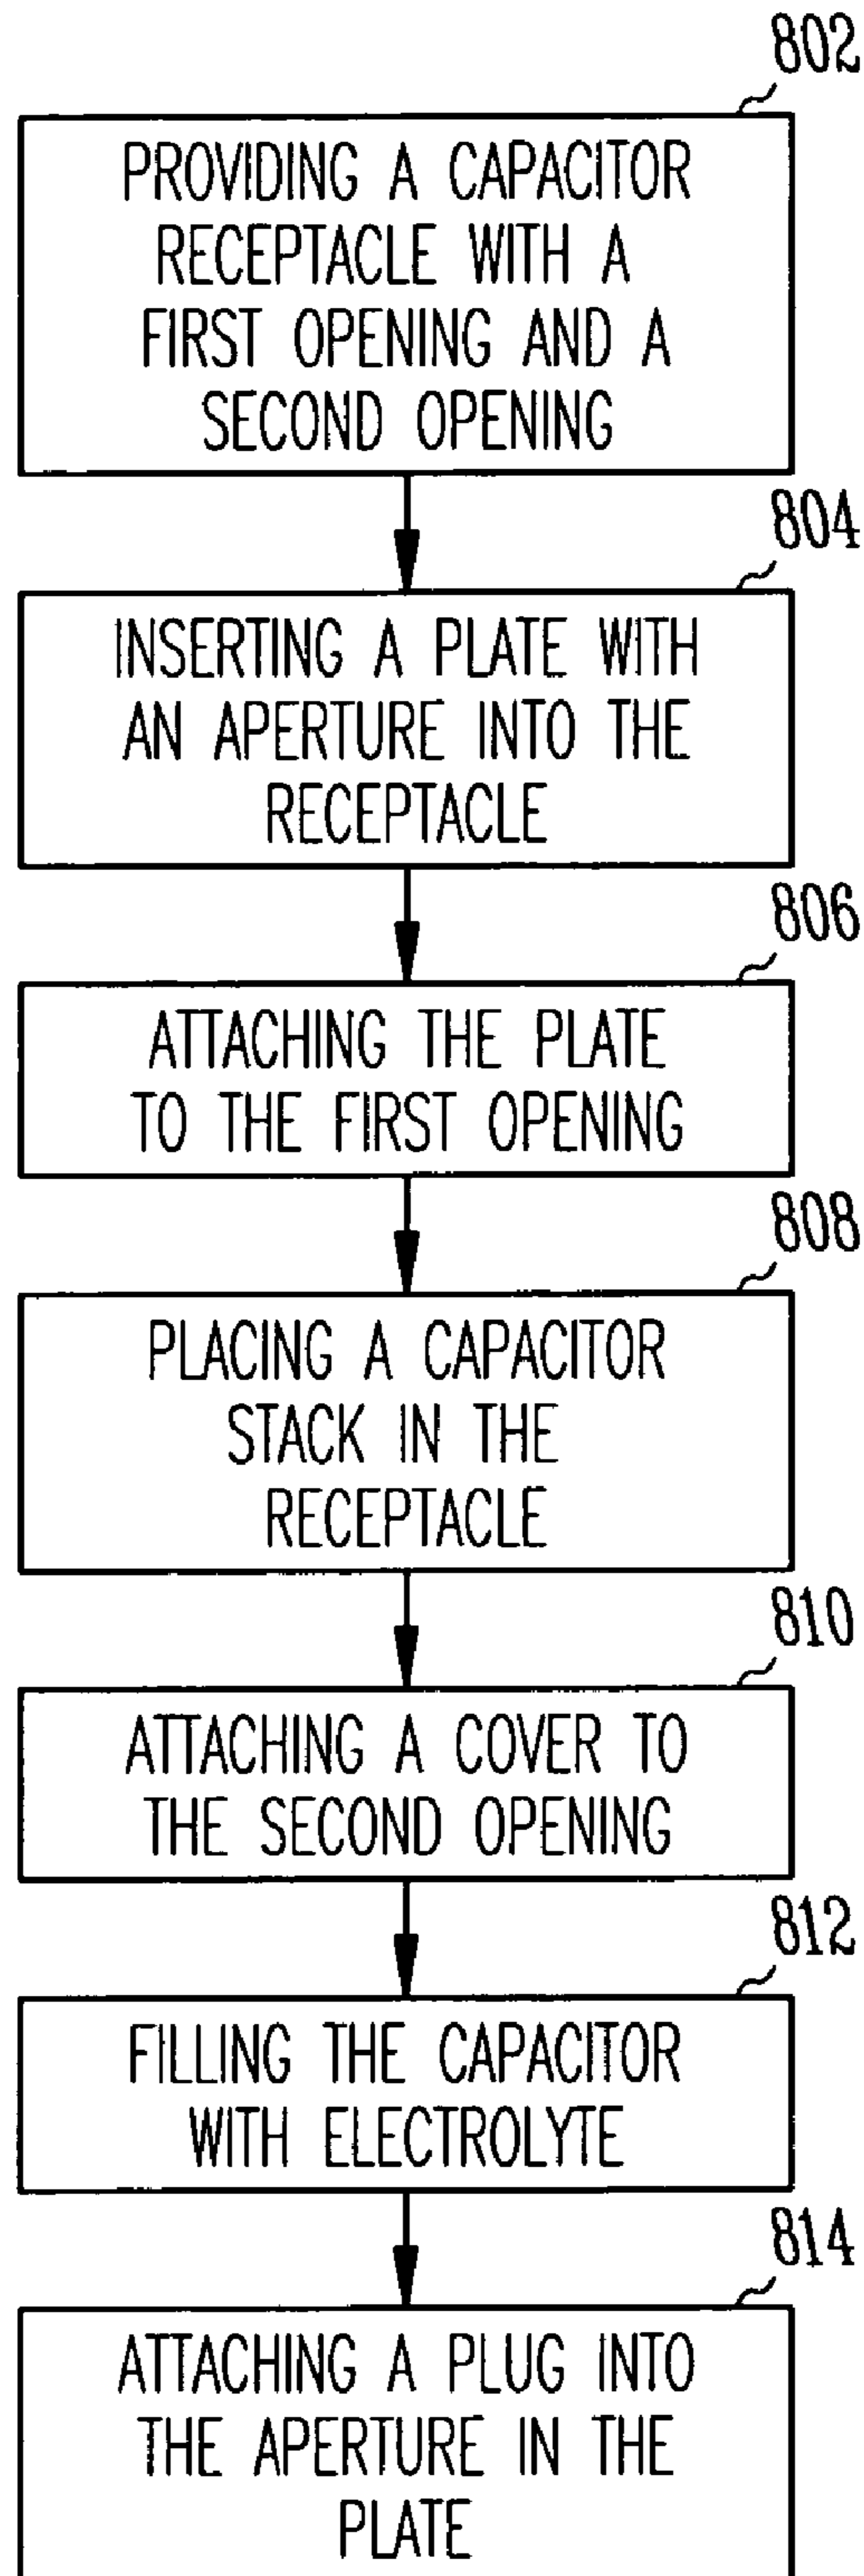 802
PROVIDING A CAPACITOR
RECEPTACLE WITH A
FIRST OPENING AND A
SECOND OPENING
804
INSERTING A PLATE WITH
AN APERTURE INTO THE
RECEPTACLE
806
ATTACHING THE PLATE
TO THE FIRST OPENING
808
PLACING A CAPACITOR
STACK IN THE
RECEPTACLE
810
ATTACHING A COVER TO
THE SECOND OPENING
812
FILLING THE CAPACITOR
WITH ELECTROLYTE
814
ATTACHING A PLUG INTO
THE APERTURE IN THE
PLATE